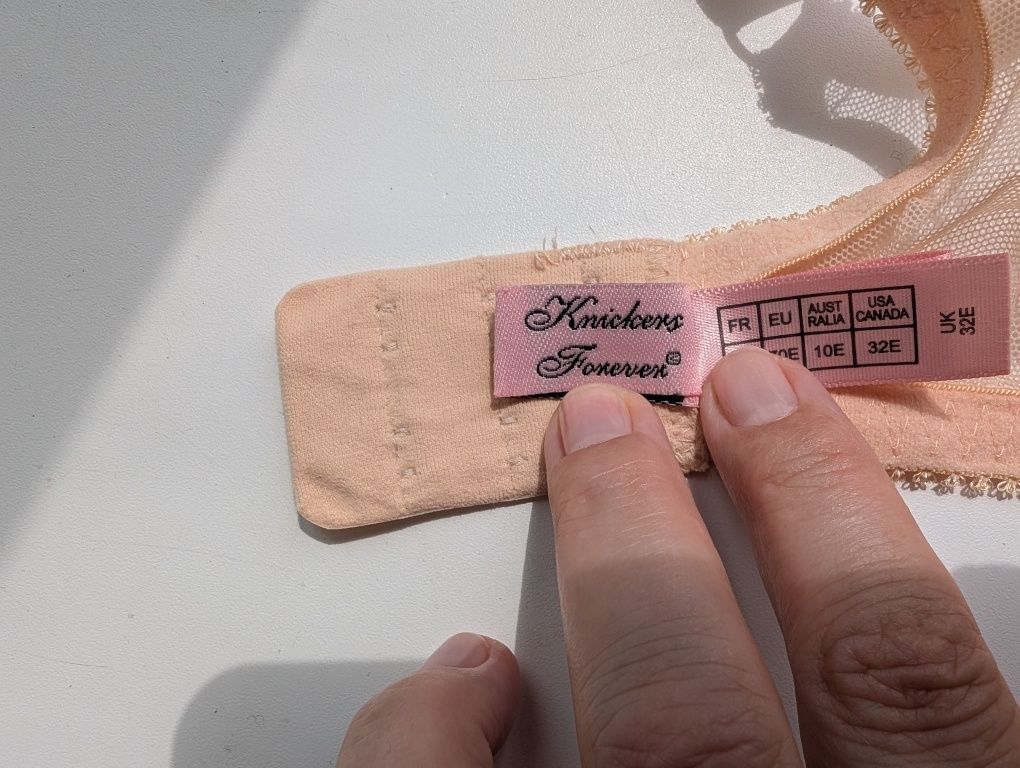 Knickers
Forever®
FR EU AUST RALIA USA CANADA
10E 32E
UK 32E